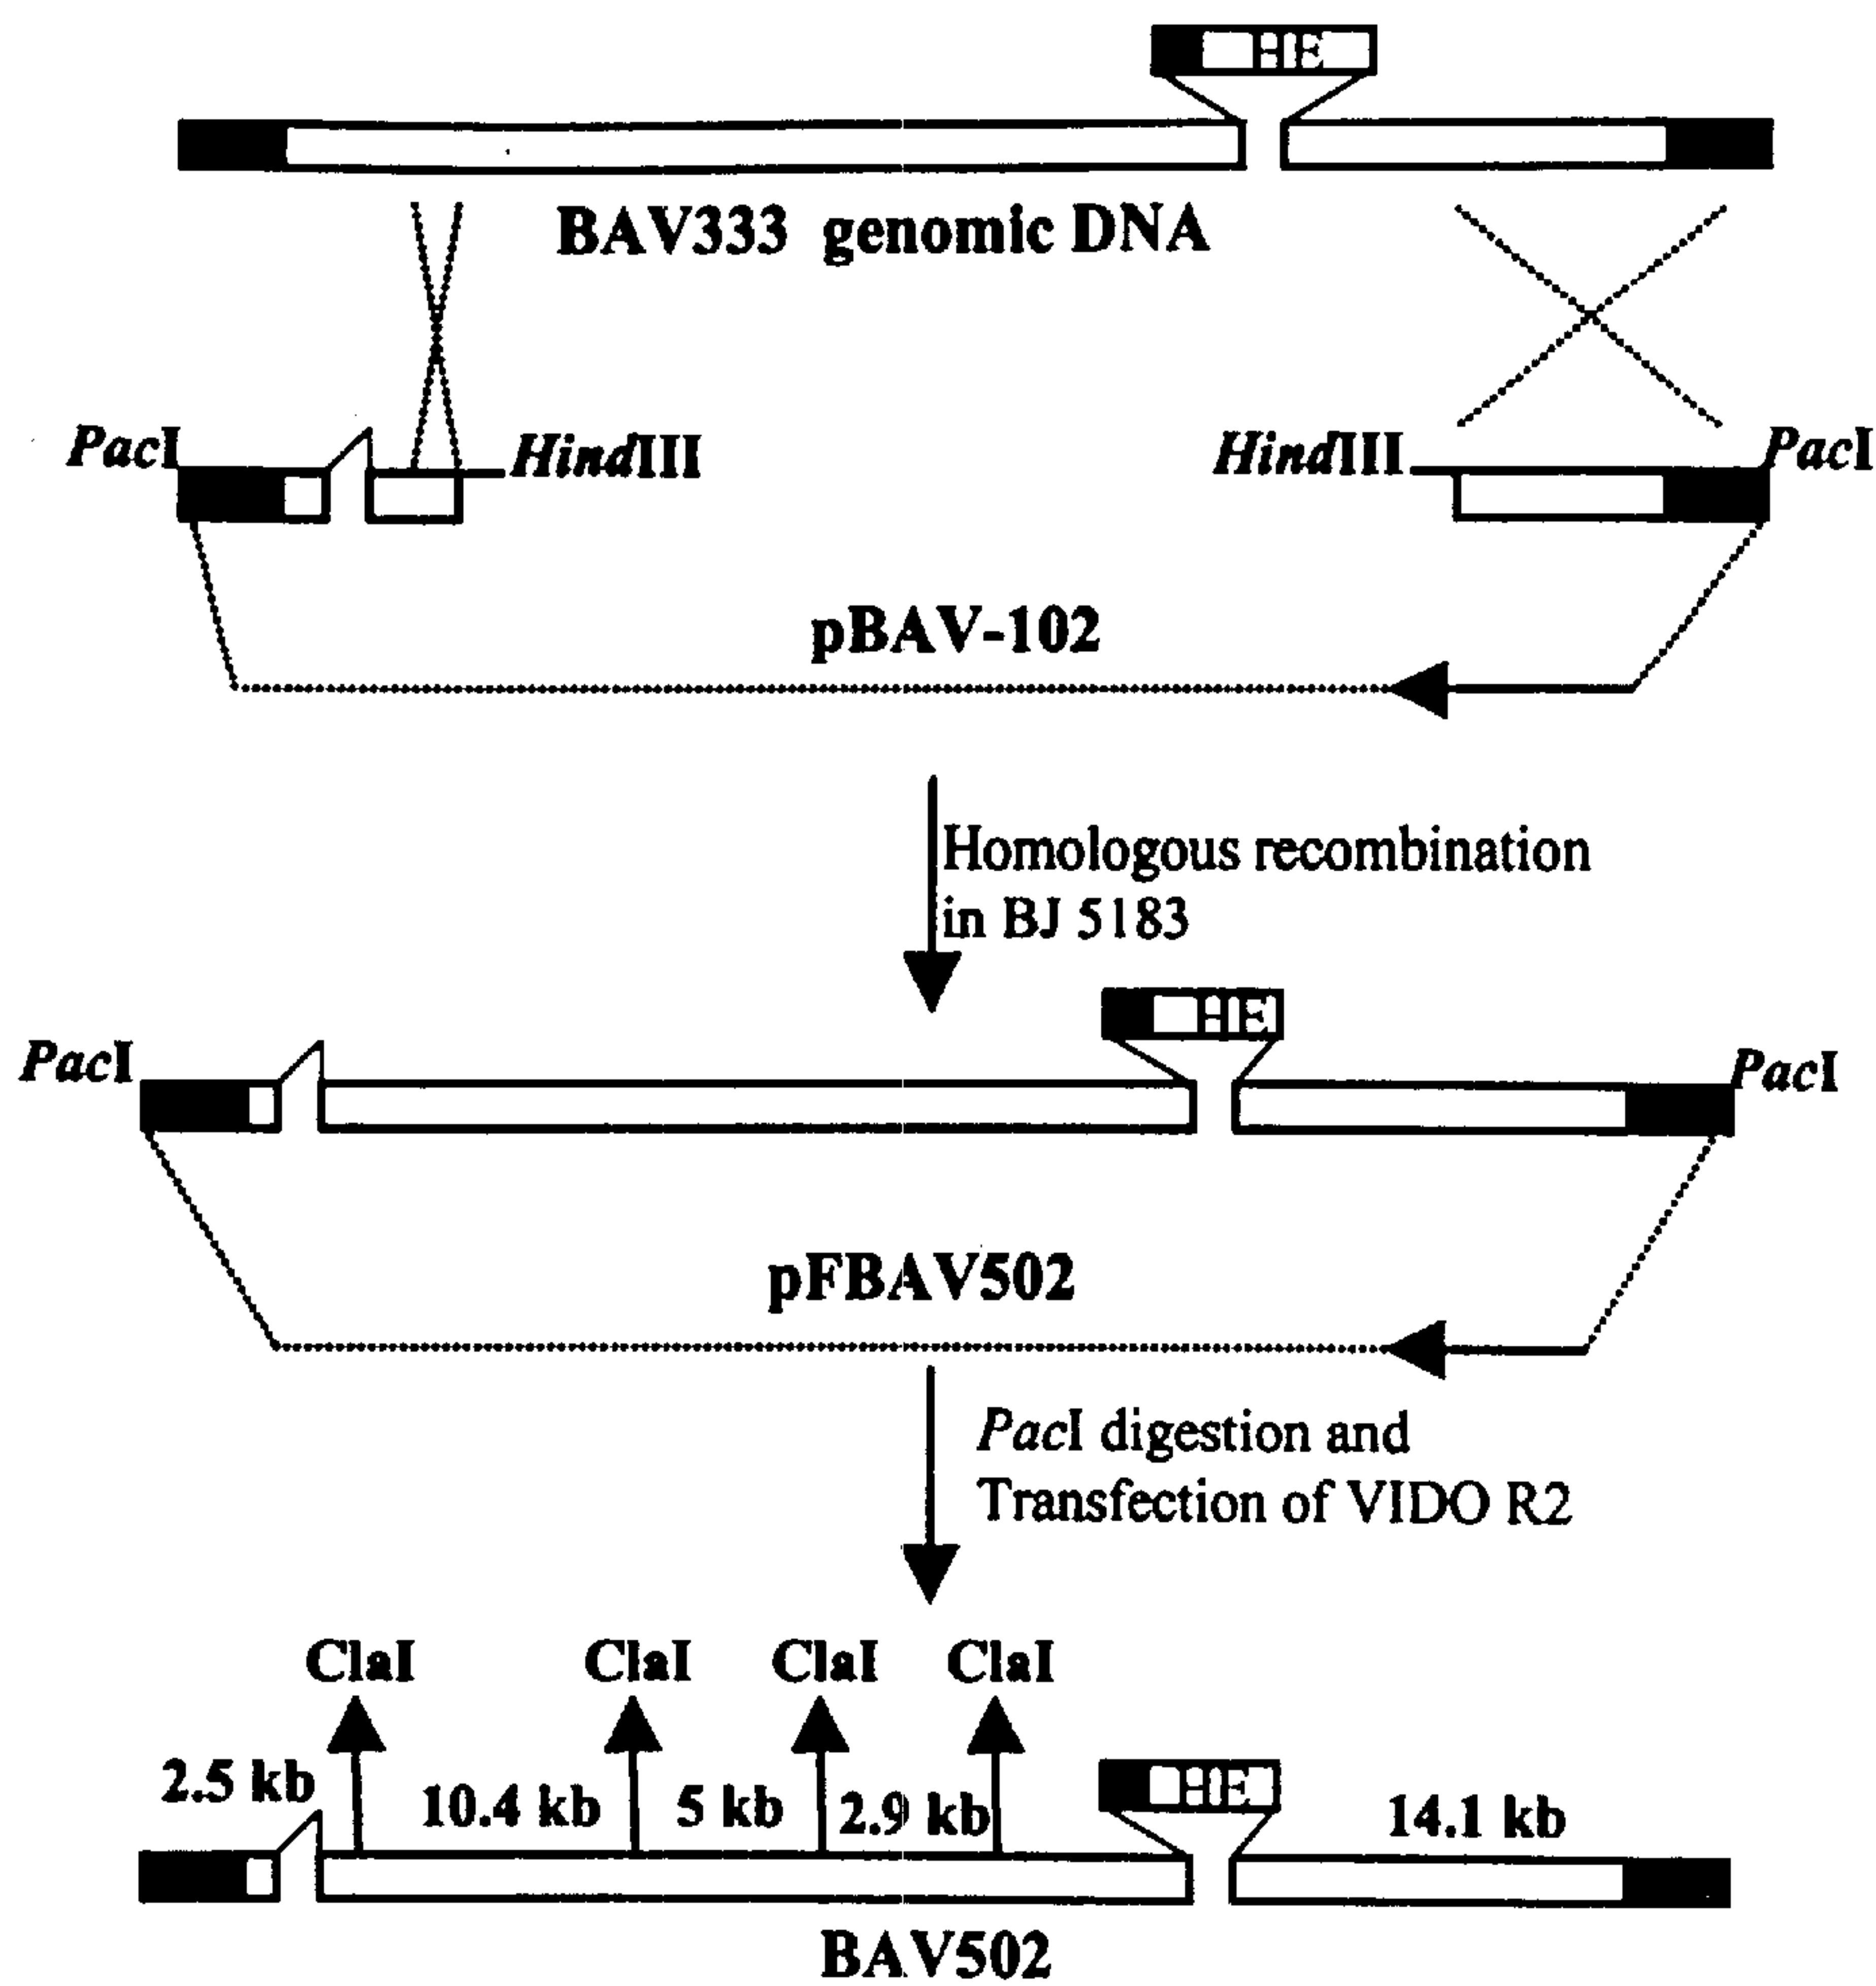 HE
BAV333 genomic DNA
PacI
HindIII
HindIII
PacI
pBAV-102
Homologous recombination
in BJ 5183
HE
PacI
PacI
pFBAV502
PacI digestion and
Transfection of VIDO R2
ClaI ClaI ClaI ClaI
2.5 kb
10.4 kb
5 kb
2.9 kb
HE
14.1 kb
BAV502